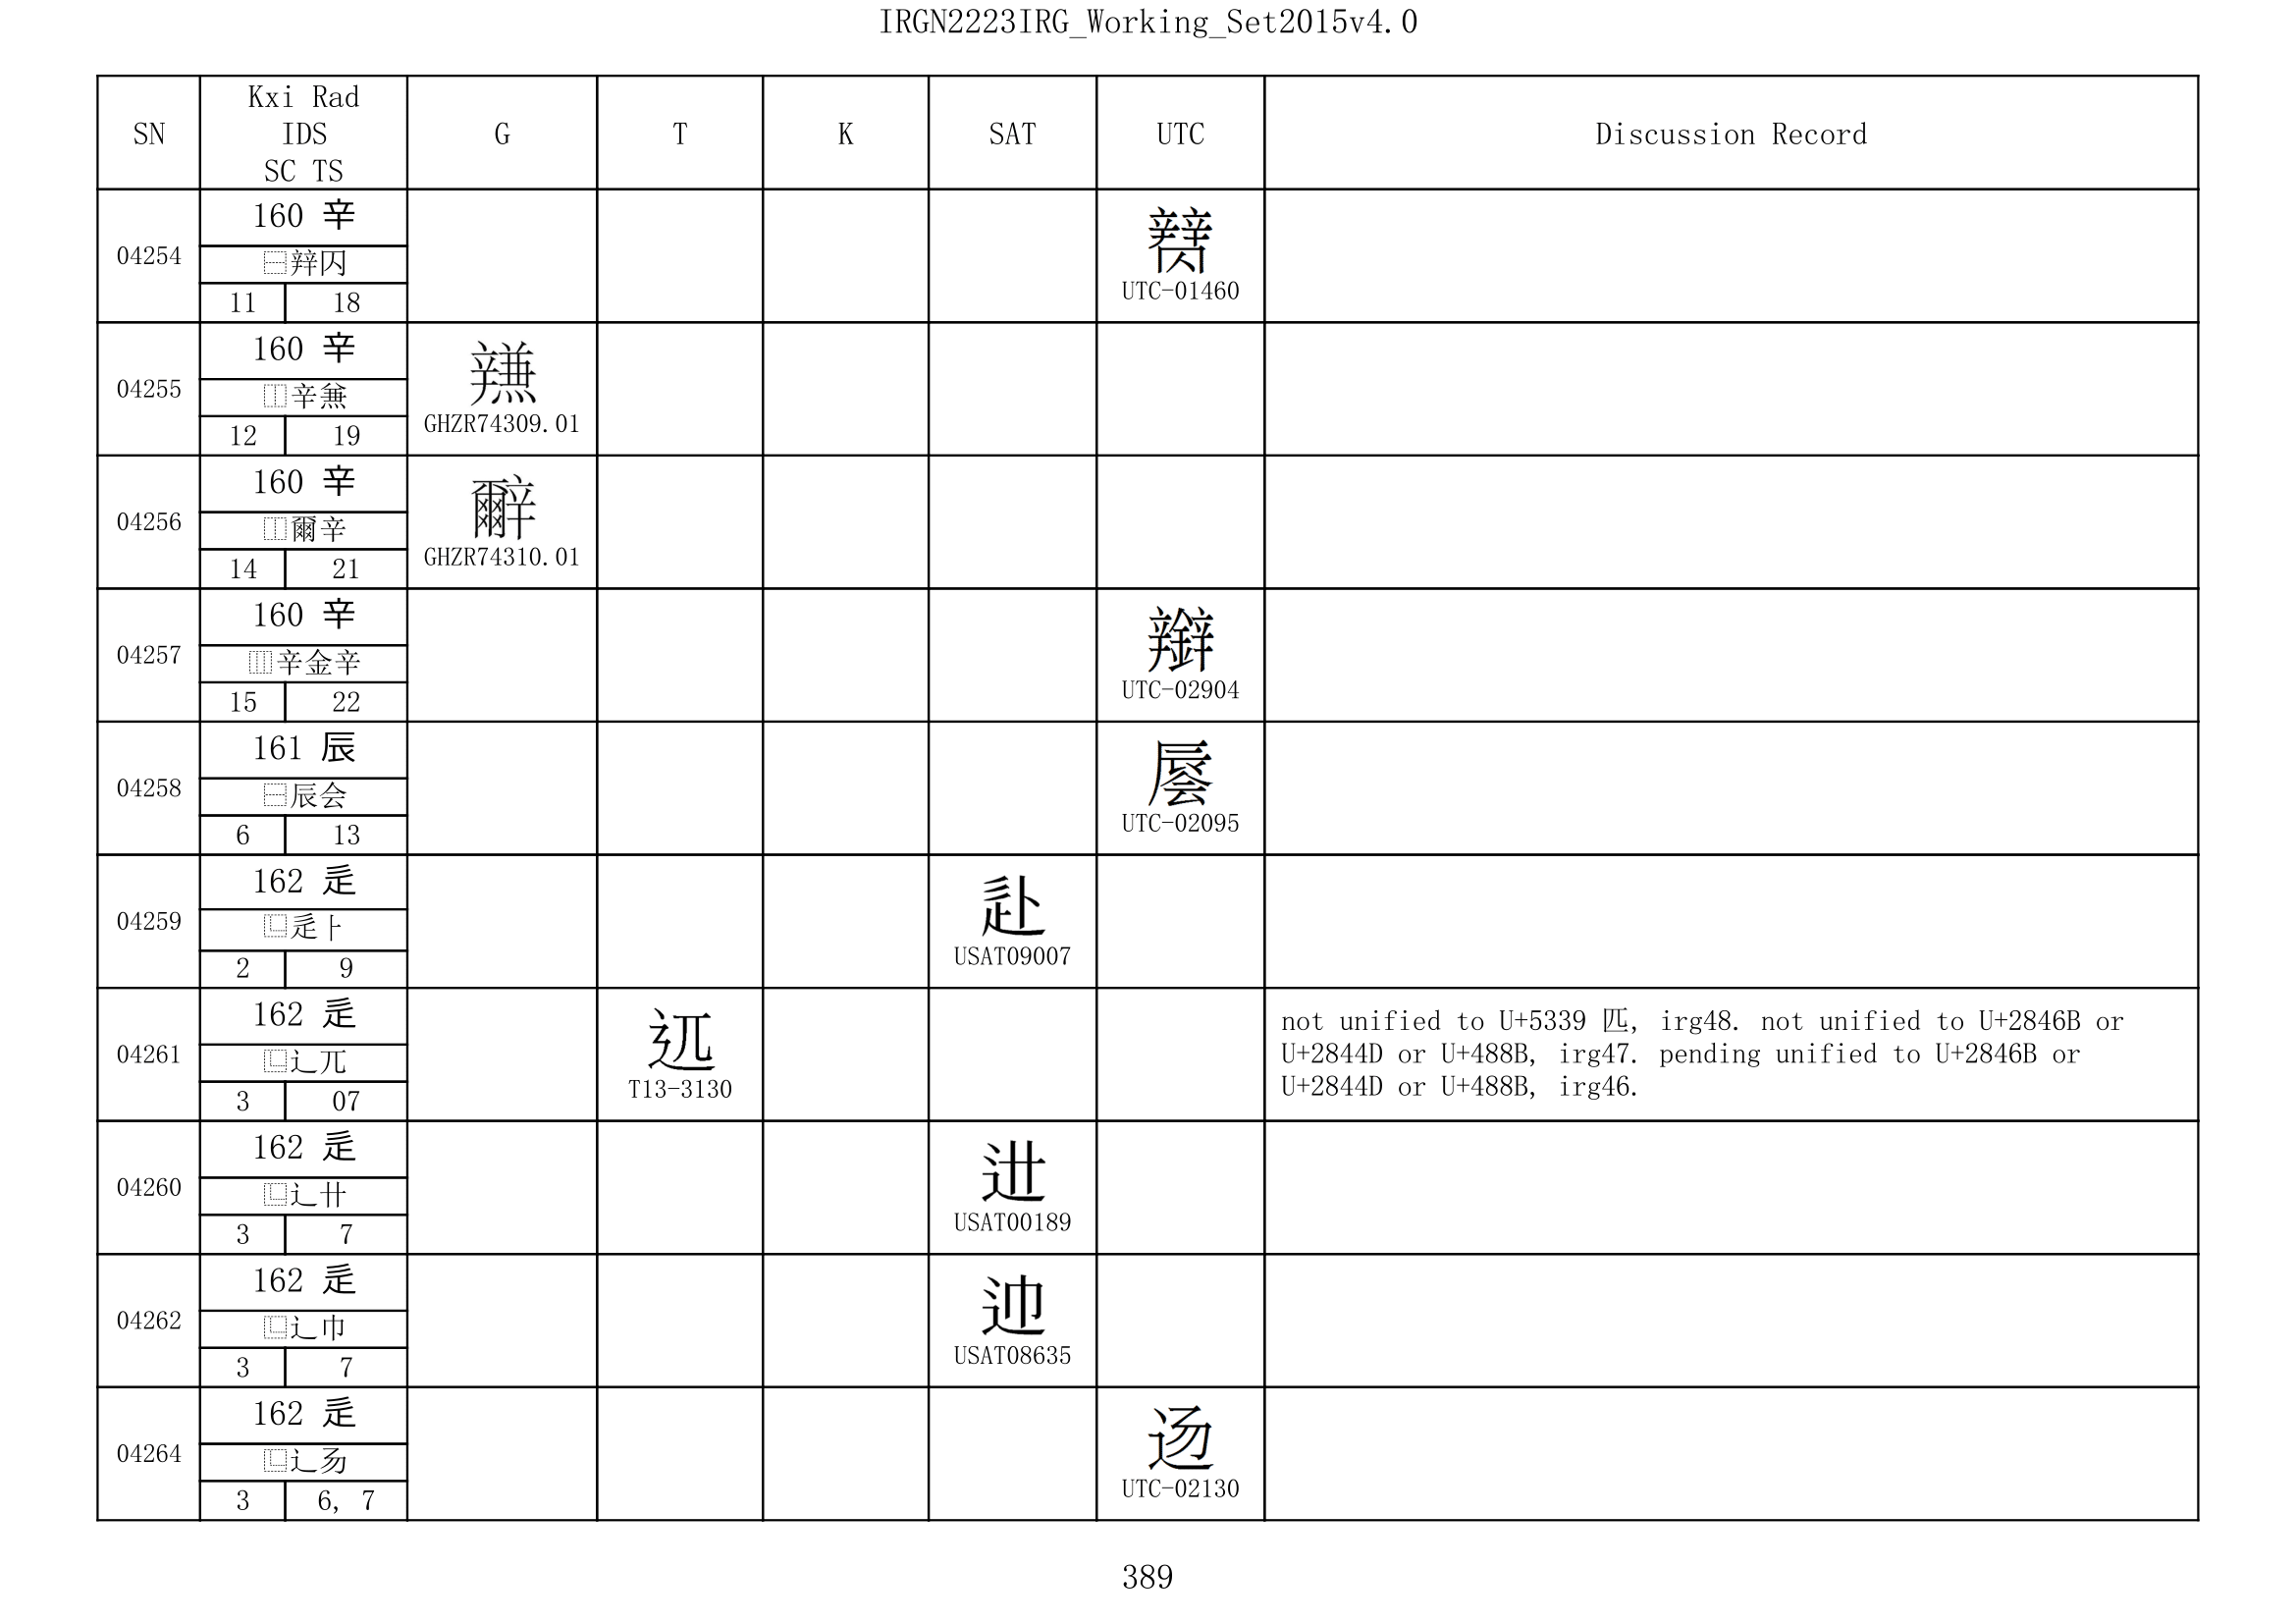 IRGN2223IRG_Working_Set2015v4.0
SN Kxi Rad IDS SC TS G T K SAT UTC Discussion Record
04254
160 辛
⿱辡㓁
11 18
UTC-01460
04255
160 辛
⿰辛𤋱
12 19
GHZR74309.01
04256
160 辛
⿰爾辛
14 21
GHZR74310.01
04257
160 辛
⿲辛金辛
15 22
UTC-02904
04258
161 辰
⿱辰会
6 13
UTC-02095
04259
162 辵
⿺辵⺊
2 9
USAT09007
04261
162 辵
⿺辶兀
3 07
T13-3130
not unified to U+5339 匹, irg48. not unified to U+2846B or
U+2844D or U+488B, irg47. pending unified to U+2846B or
U+2844D or U+488B, irg46.
04260
162 辵
⿺辶卄
3 7
USAT00189
04262
162 辵
⿺辶巾
3 7
USAT08635
04264
162 辵
⿺辶𠃓
3 6, 7
UTC-02130
389